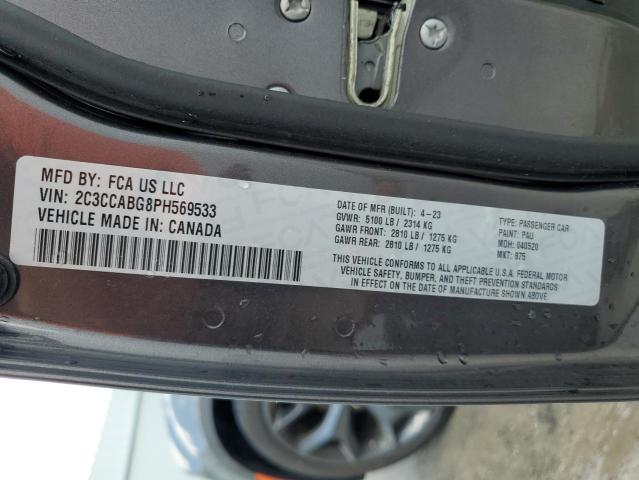 MFD BY: FCA US LLC
VIN: 2C3CCABG8PH569533
VEHICLE MADE IN: CANADA
DATE OF MFR (BUILT): 4-23
GVWR: 5100 LB / 2314 KG
GAWR FRONT: 2810 LB / 1275 KG
GAWR REAR: 2810 LB / 1275 KG
TYPE: PASSENGER CAR
PAINT: PAU
MDH: 040520
MKT: 875
THIS VEHICLE CONFORMS TO ALL APPLICABLE U.S.A. FEDERAL MOTOR
VEHICLE SAFETY, BUMPER, AND THEFT PREVENTION STANDARDS
IN EFFECT ON THE DATE OF MANUFACTURE SHOWN ABOVE.